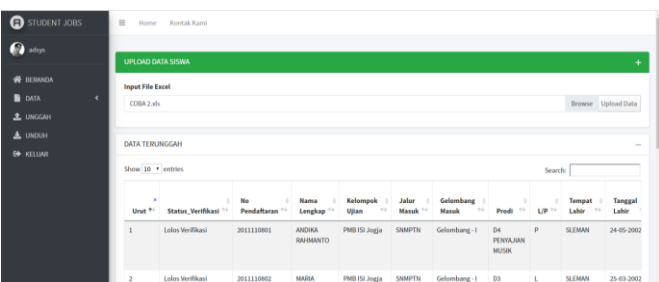 STUDENT JOBS
Home Kontak Kami
adsys
BERANDA
DATA
UNGGAH
UNDUH
KELUAR
UPLOAD DATA SISWA
Input File Excel
COBA 2.xls
Browse Upload Data
DATA TERUNGGAH
Show 10 entries
Search:
Urut Status_Verifikasi No Pendaftaran Nama Lengkap Kelompok Ujian Jalur Masuk Gelombang Masuk Prodi L/P Tempat Lahir Tanggal Lahir
1 Lolos Verifikasi 2011110801 ANDIKA RAHMANTO PMB ISI Jogja SNMPTN Gelombang - I D4 PENYAJIAN MUSIK P SLEMAN 24-05-2002
2 Lolos Verifikasi 2011110802 MARIA PMB ISI Jogja SNMPTN Gelombang - I D3 L SLEMAN 25-03-2002